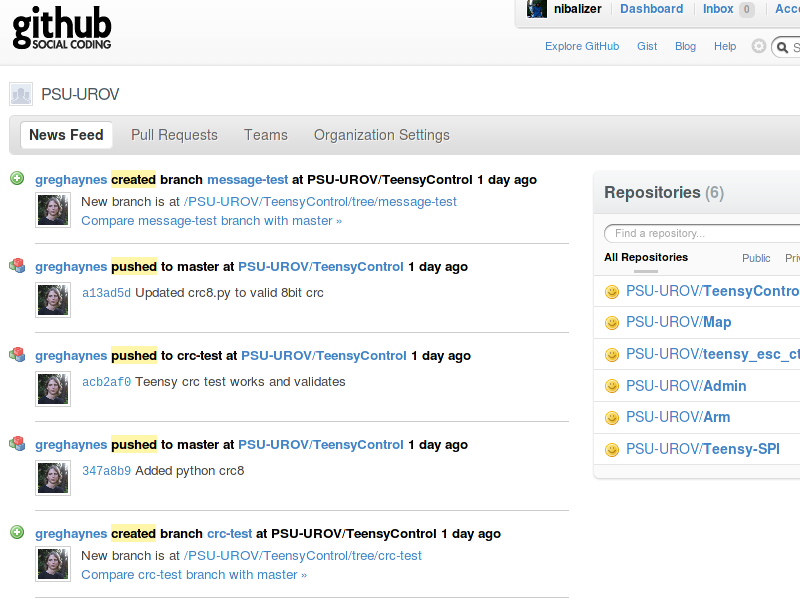 github
SOCIAL CODING
nibalizer Dashboard Inbox 0 Acco
Explore GitHub Gist Blog Help S
PSU-UROV
News Feed Pull Requests Teams Organization Settings
greghaynes created branch message-test at PSU-UROV/TeensyControl 1 day ago
New branch is at /PSU-UROV/TeensyControl/tree/message-test
Compare message-test branch with master »
greghaynes pushed to master at PSU-UROV/TeensyControl 1 day ago
a13ad5d Updated crc8.py to valid 8bit crc
greghaynes pushed to crc-test at PSU-UROV/TeensyControl 1 day ago
acb2af0 Teensy crc test works and validates
greghaynes pushed to master at PSU-UROV/TeensyControl 1 day ago
347a8b9 Added python crc8
greghaynes created branch crc-test at PSU-UROV/TeensyControl 1 day ago
New branch is at /PSU-UROV/TeensyControl/tree/crc-test
Compare crc-test branch with master »
Repositories (6)
Find a repository...
All Repositories Public Pri
PSU-UROV/TeensyContro
PSU-UROV/Map
PSU-UROV/teensy_esc_ct
PSU-UROV/Admin
PSU-UROV/Arm
PSU-UROV/Teensy-SPI